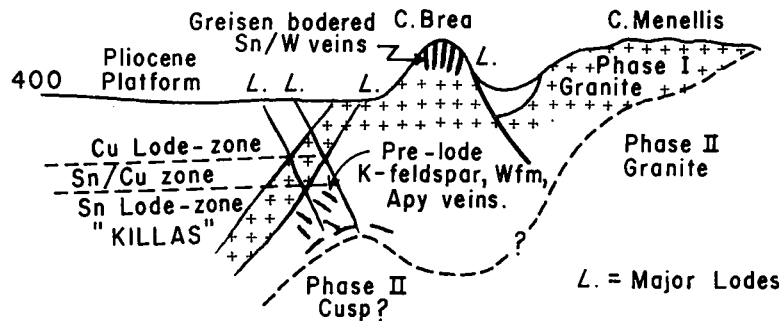 Greisen bodered
Sn/W veins
C. Brea
C. Menellis
Pliocene
Platform
L.
L.
L.
L.
400
Phase I
Granite
Cu Lode-zone
Sn/Cu zone
Sn Lode-zone
"KILLAS"
Pre-lode
K-feldspar, Wfm,
Apy veins.
Phase II
Granite
?
Phase II
Cusp?
L. = Major Lodes